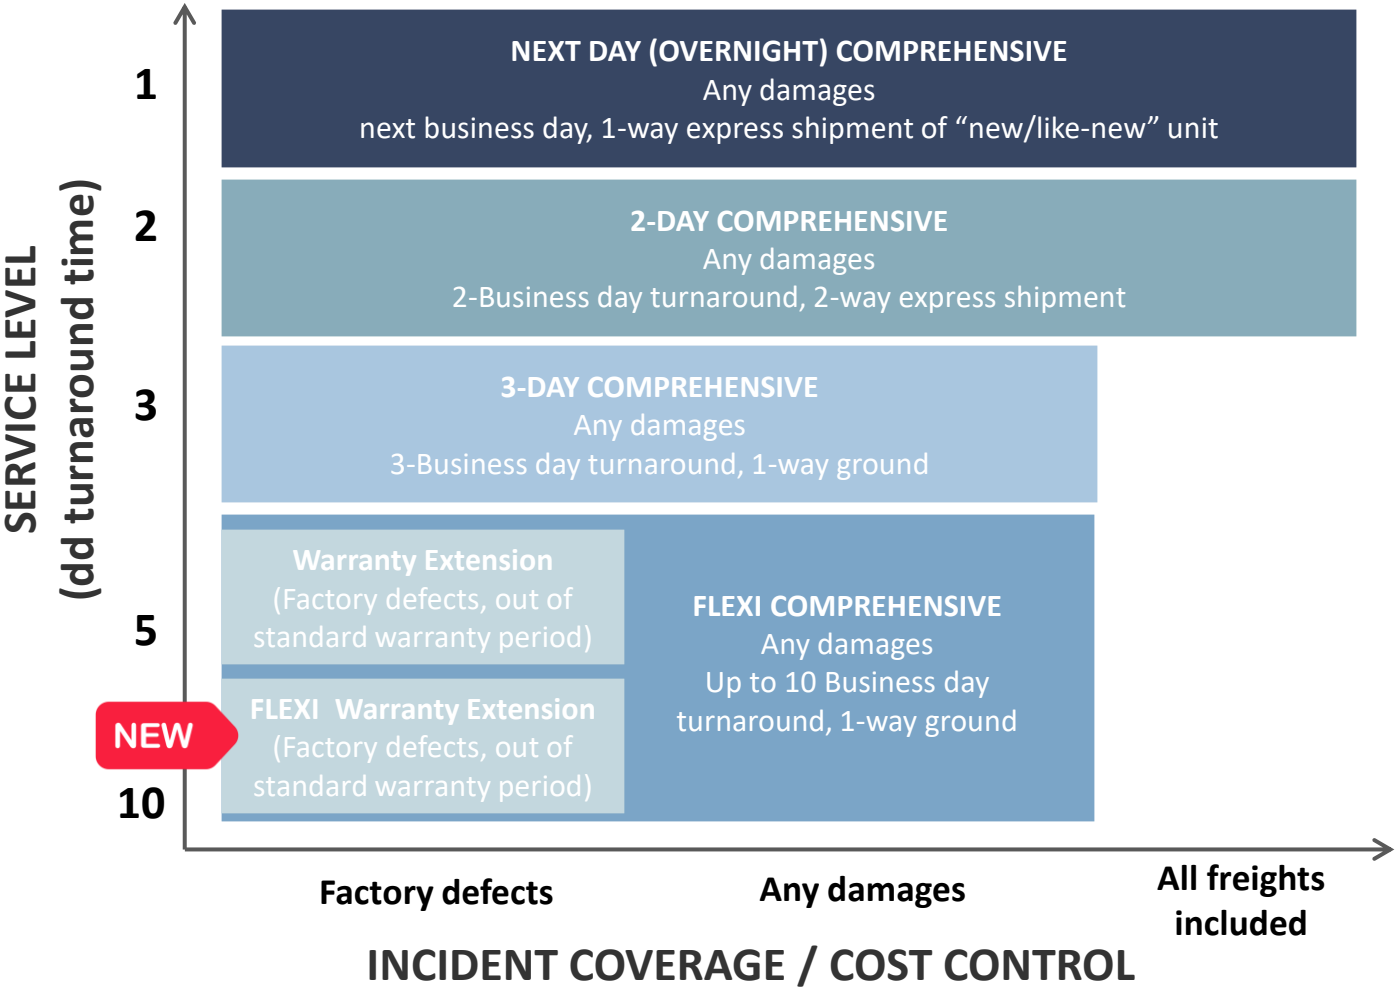 NEXT DAY (OVERNIGHT) COMPREHENSIVE
Any damages
next business day, 1-way express shipment of “new/like-new” unit
1
2-DAY COMPREHENSIVE
Any damages
2-Business day turnaround, 2-way express shipment
2
3-DAY COMPREHENSIVE
Any damages
3-Business day turnaround, 1-way ground
3
SERVICE LEVEL
(dd turnaround time)
Warranty Extension
(Factory defects, out of
standard warranty period)
5
FLEXI COMPREHENSIVE
Any damages
Up to 10 Business day
turnaround, 1-way ground
NEW
FLEXI Warranty Extension
(Factory defects, out of
standard warranty period)
10
Factory defects
Any damages
All freights
included
INCIDENT COVERAGE / COST CONTROL